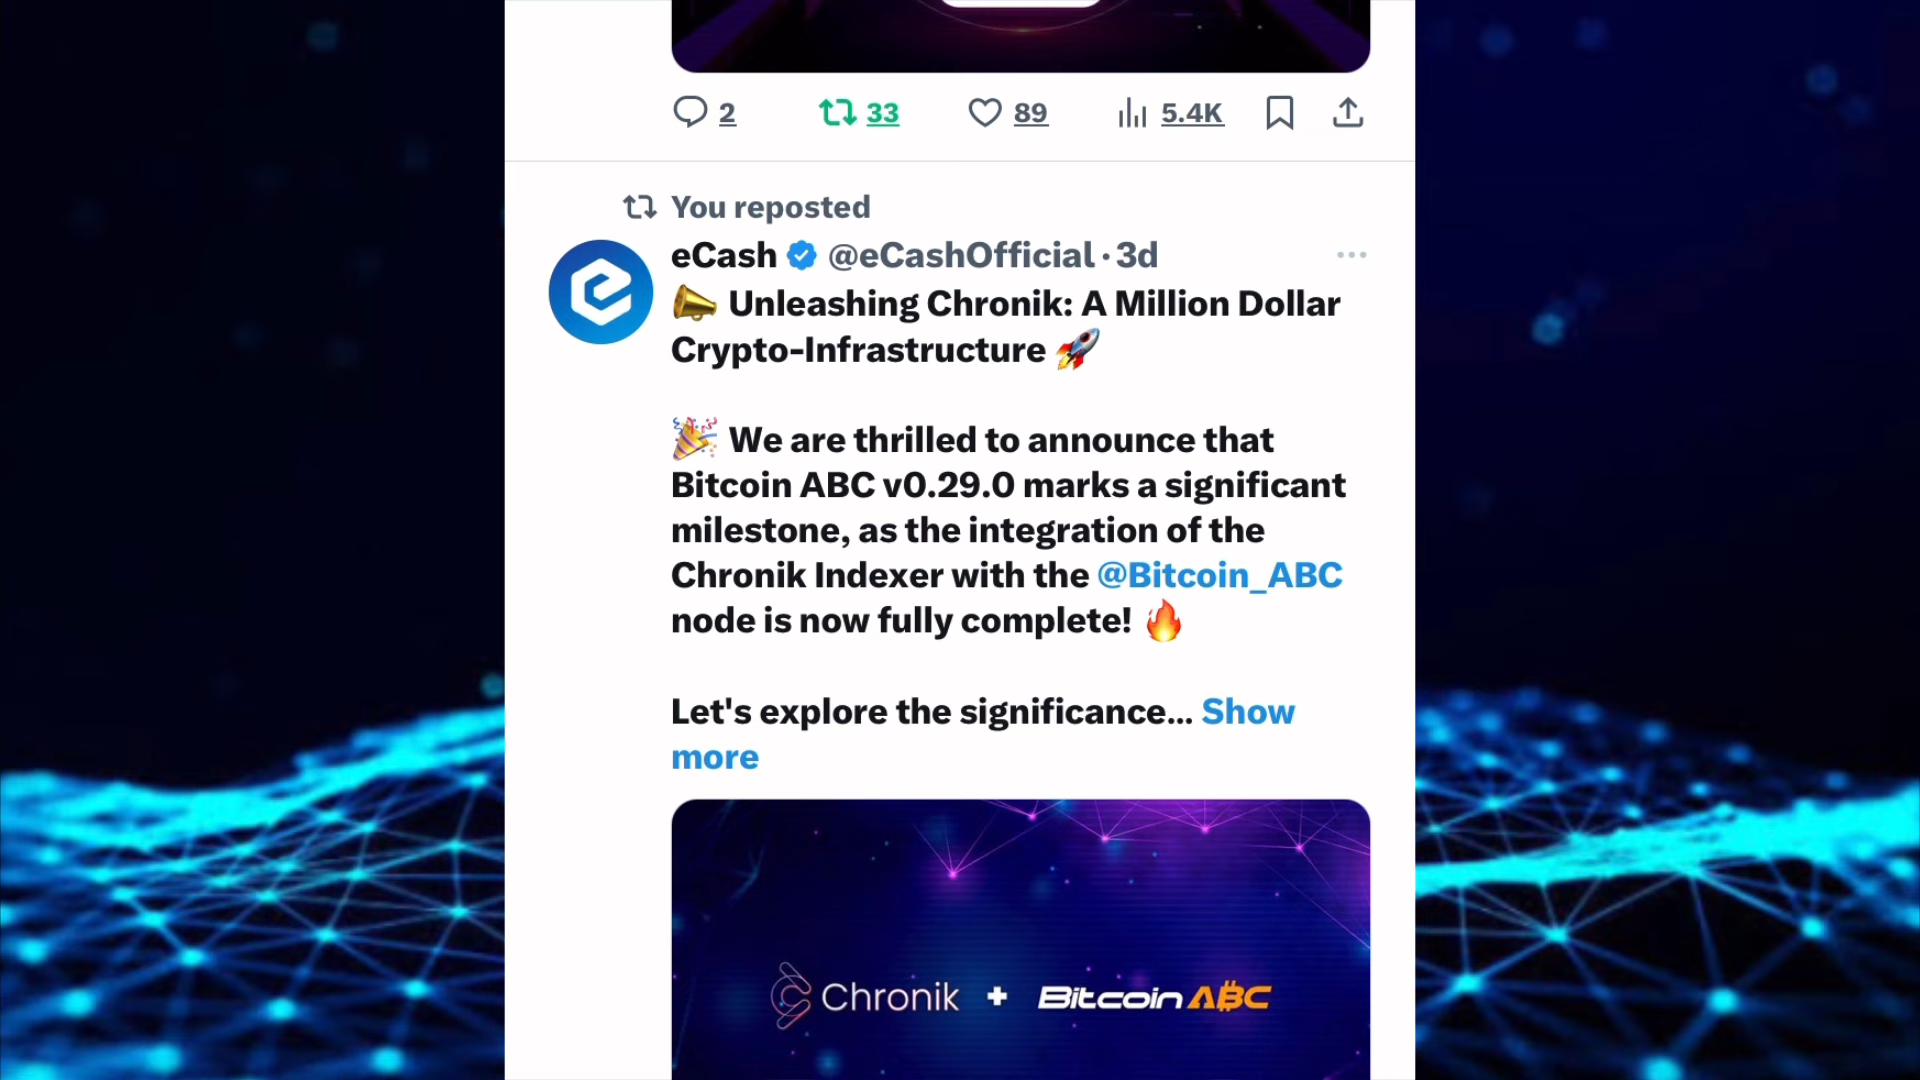 2 33 89 5.4K
You reposted
eCash @eCashOfficial · 3d
📣 Unleashing Chronik: A Million Dollar
Crypto-Infrastructure 🚀
🎉 We are thrilled to announce that
Bitcoin ABC v0.29.0 marks a significant
milestone, as the integration of the
Chronik Indexer with the @Bitcoin_ABC
node is now fully complete! 🔥
Let's explore the significance... Show
more
Chronik + Bitcoin ABC